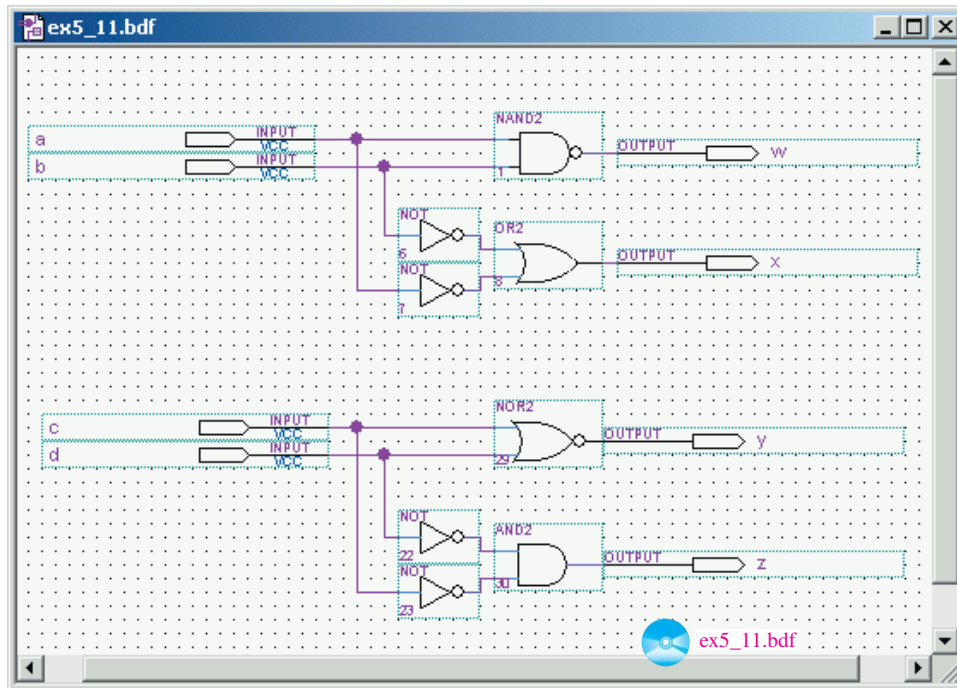 ex5_11.bdf
NAND2
a INPUT VCC
b INPUT VCC
1
OUTPUT w
NOT
6
OR2
8
OUTPUT x
NOT
7
NOR2
c INPUT VCC
d INPUT VCC
29
OUTPUT y
NOT
22
AND2
30
OUTPUT z
NOT
23
ex5_11.bdf